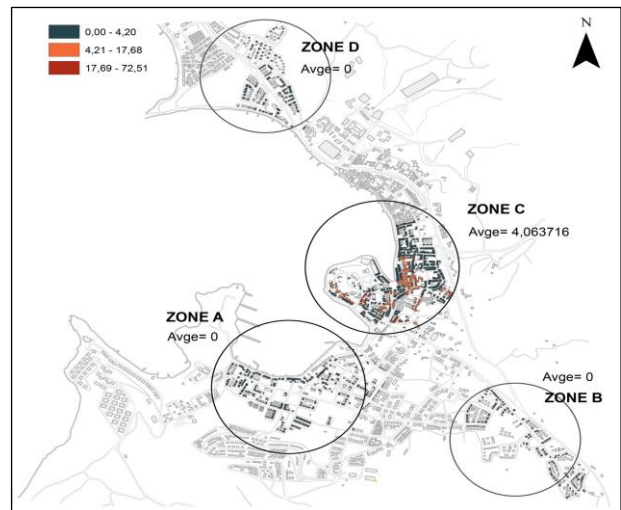 0,00 - 4,20
4,21 - 17,68
17,69 - 72,51
ZONE D
Avge= 0
N
ZONE C
Avge= 4,063716
ZONE A
Avge= 0
Avge= 0
ZONE B